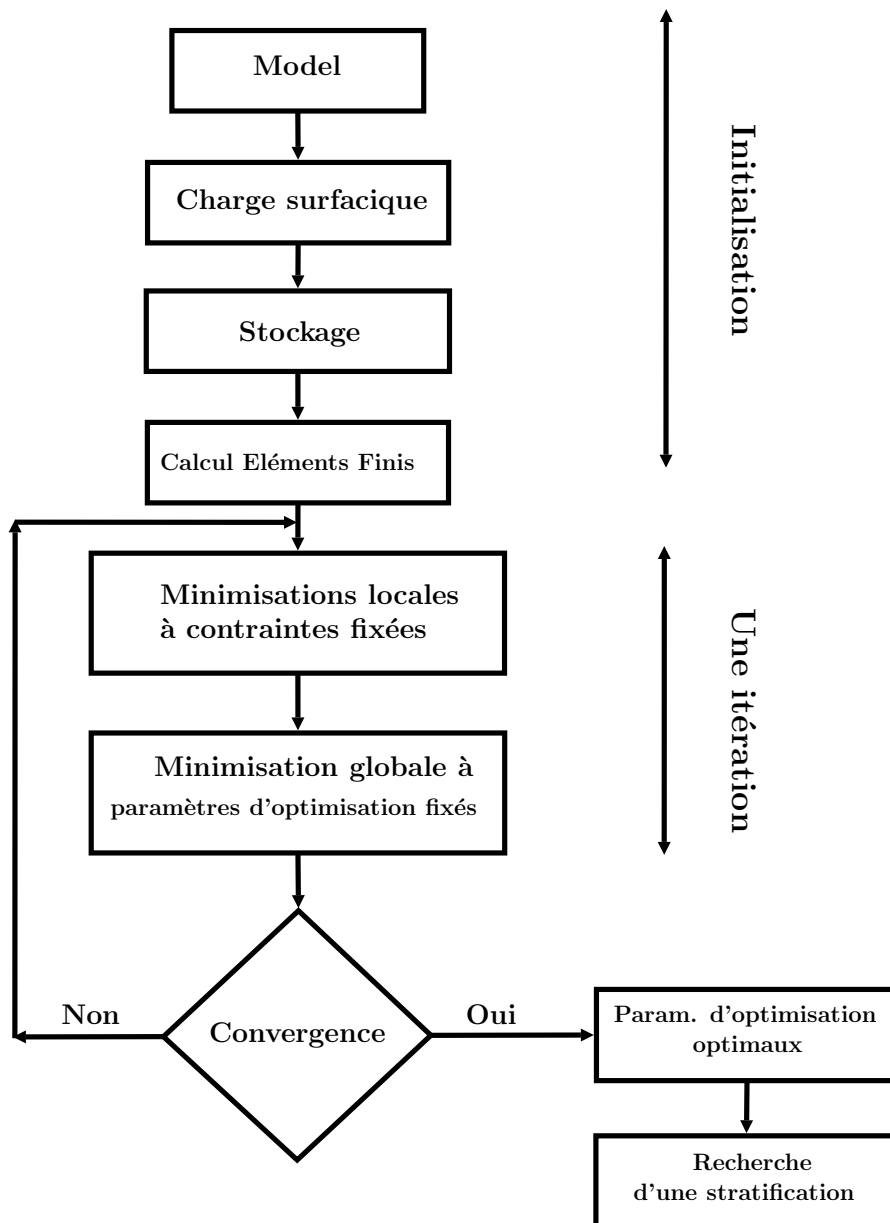 Model
Charge surfacique
Stockage
Calcul Eléments Finis
Initialisation
Minimisations locales
à contraintes fixées
Minimisation globale à
paramètres d'optimisation fixés
Une itération
Non
Convergence
Oui
Param. d'optimisation
optimaux
Recherche
d'une stratification